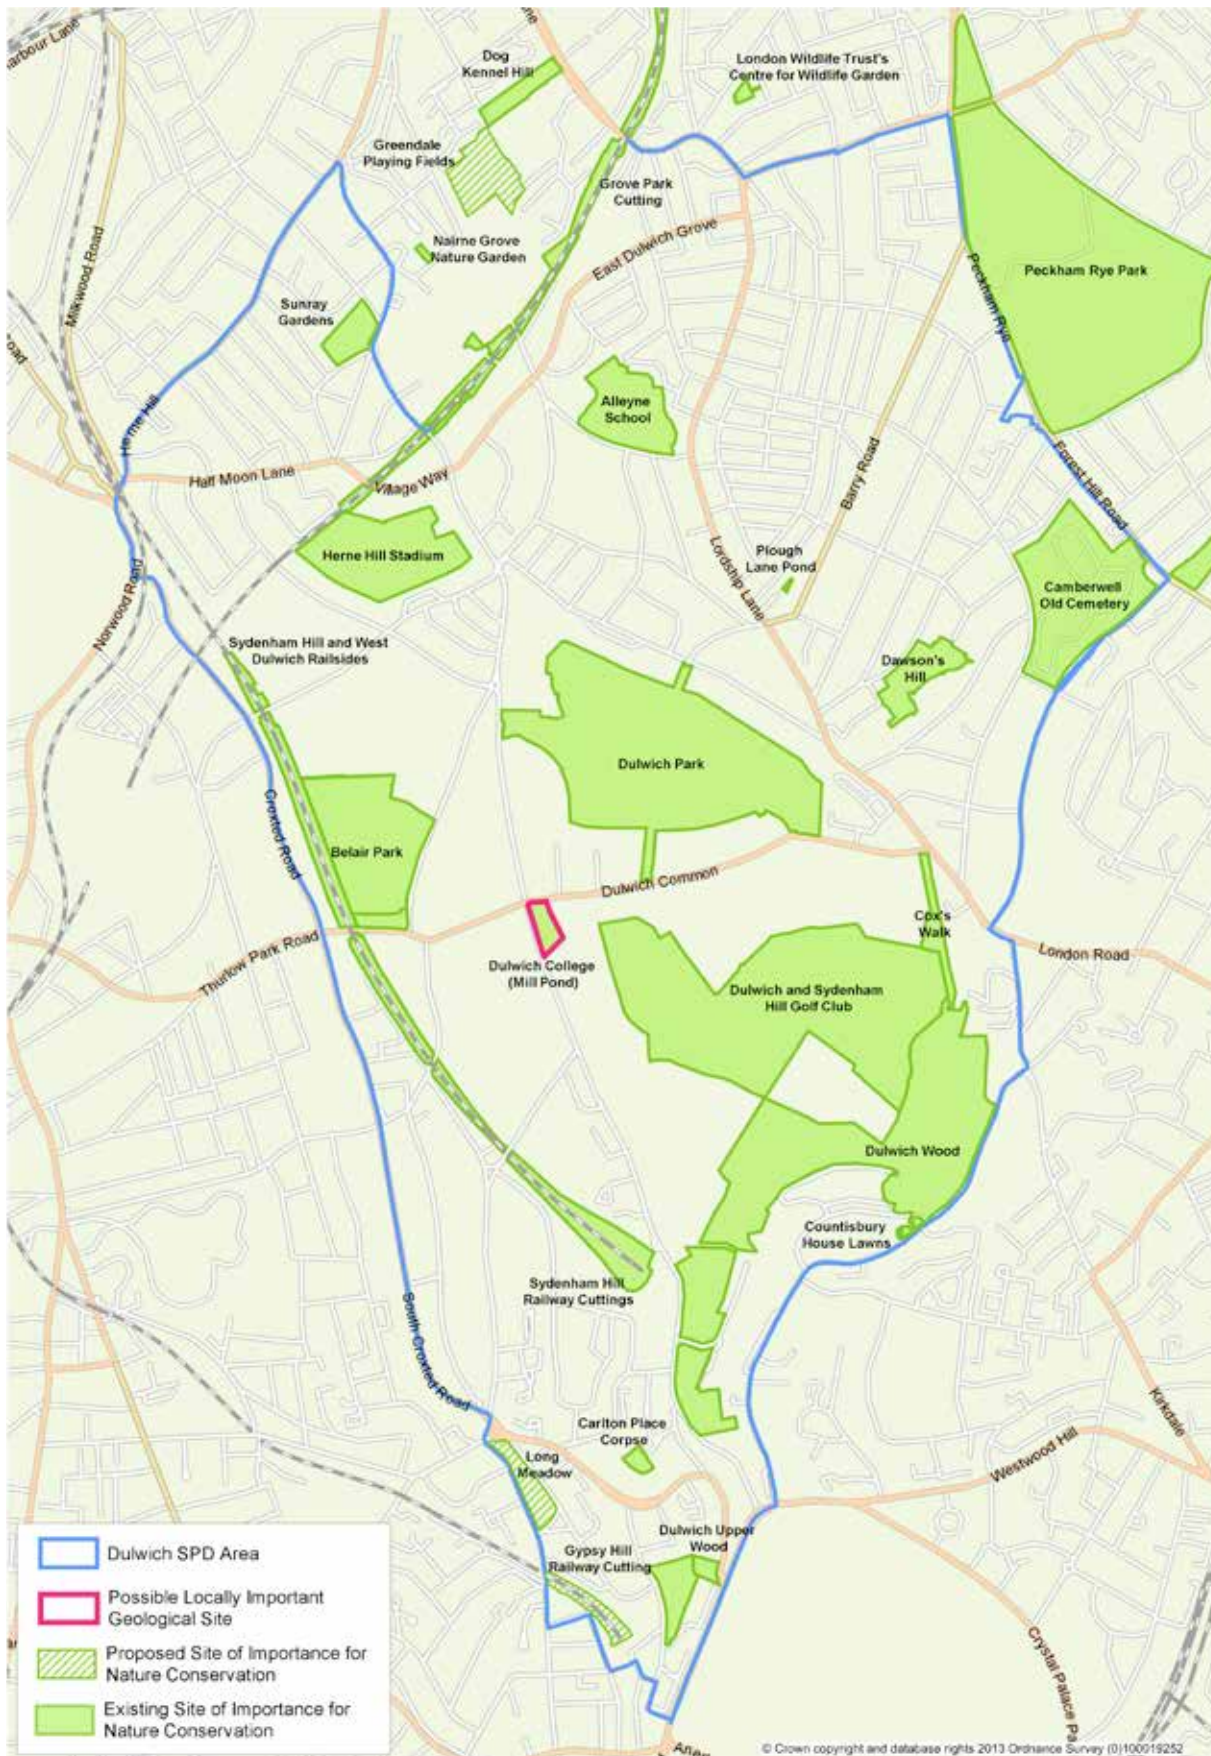 Dog
Kennel Hill
London Wildlife Trust's
Centre for Wildlife Garden
Greendale
Playing Fields
Grove Park
Cutting
Milkwood Road
Nairne Grove
Nature Garden
East Dulwich Grove
Peckham Rye Park
Peckham Rye
Sunray
Gardens
Alleyne
School
Herne Hill
Half Moon Lane
Village Way
Barry Road
Forest Hill Road
Herne Hill Stadium
Plough
Lane Pond
Lordship Lane
Camberwell
Old Cemetery
Norwood Road
Sydenham Hill and West
Dulwich Railsides
Dawson's
Hill
Dulwich Park
Croxted Road
Belair Park
Dulwich Common
Cox's
Walk
Thurlow Park Road
London Road
Dulwich College
(Mill Pond)
Dulwich and Sydenham
Hill Golf Club
Dulwich Wood
Countisbury
House Lawns
Sydenham Hill
Railway Cuttings
South Croxted Road
Kirkdale
Carlton Place
Corpse
Westwood Hill
Long
Meadow
Dulwich Upper
Wood
Gypsy Hill
Railway Cutting
Crystal Palace Pa
Dulwich SPD Area
Possible Locally Important
Geological Site
Proposed Site of Importance for
Nature Conservation
Existing Site of Importance for
Nature Conservation
© Crown copyright and database rights 2013 Ordnance Survey (0)100019252